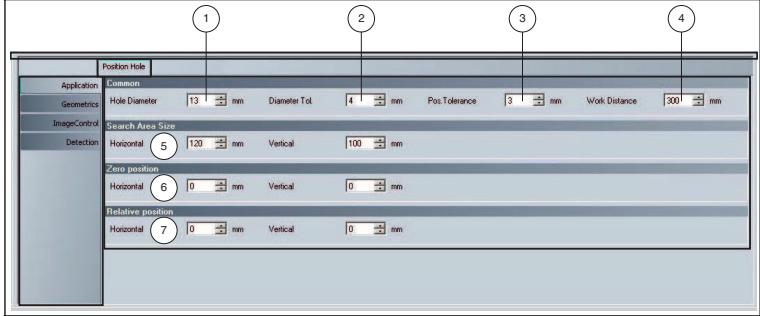 1 2 3 4
Position Hole
Application
Geometrics
ImageControl
Detection
Common
Hole Diameter 13 mm Diameter Tol. 4 mm Pos.Tolerance 3 mm Work Distance 300 mm
Search Area Size
Horizontal 5 120 mm Vertical 100 mm
Zero position
Horizontal 6 0 mm Vertical 0 mm
Relative position
Horizontal 7 0 mm Vertical 0 mm